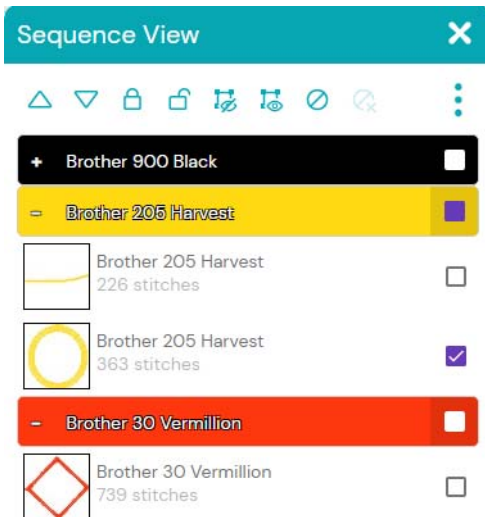 Sequence View
Brother 900 Black
Brother 205 Harvest
Brother 205 Harvest
226 stitches
Brother 205 Harvest
363 stitches
Brother 30 Vermillion
Brother 30 Vermillion
739 stitches